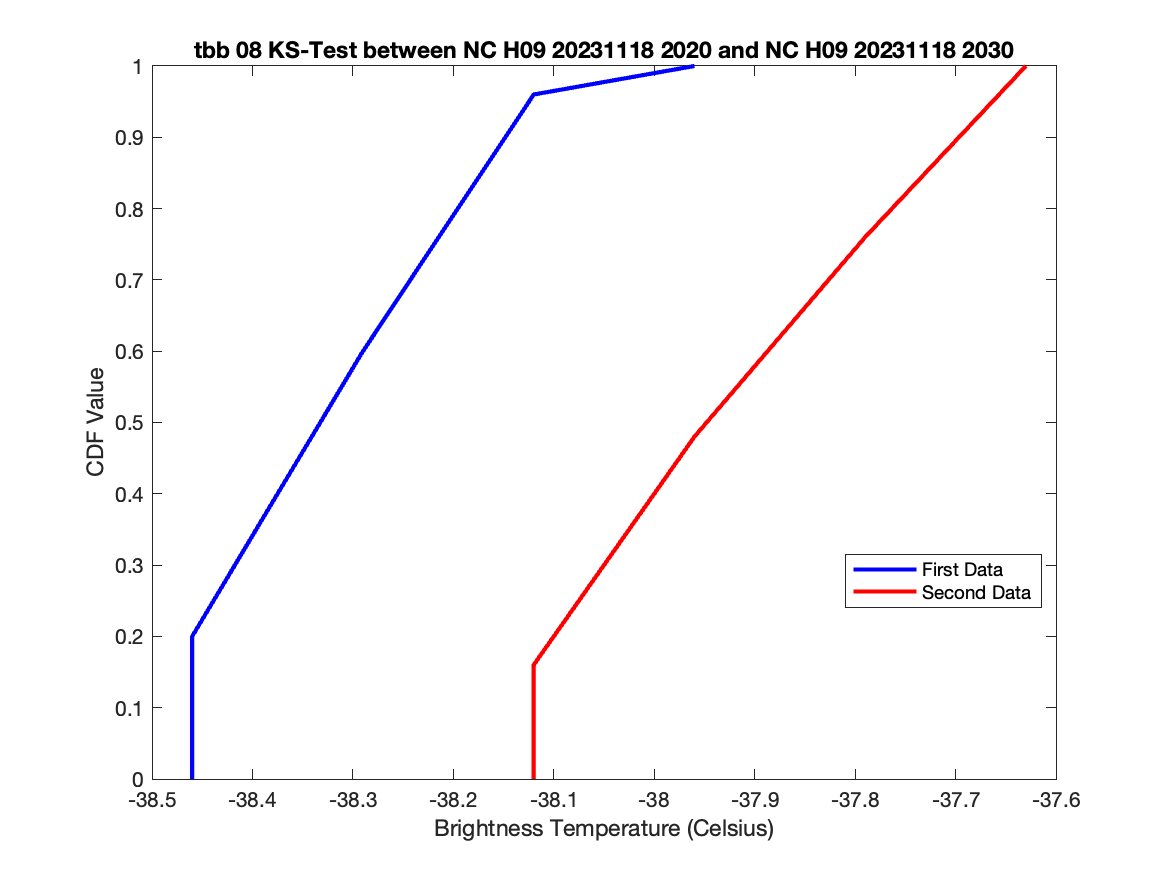 tbb 08 KS-Test between NC H09 20231118 2020 and NC H09 20231118 2030
1
0.9
0.8
0.7
0.6
0.5
0.4
0.3
0.2
0.1
0
CDF Value
First Data
Second Data
-38.5 -38.4 -38.3 -38.2 -38.1 -38 -37.9 -37.8 -37.7 -37.6
Brightness Temperature (Celsius)